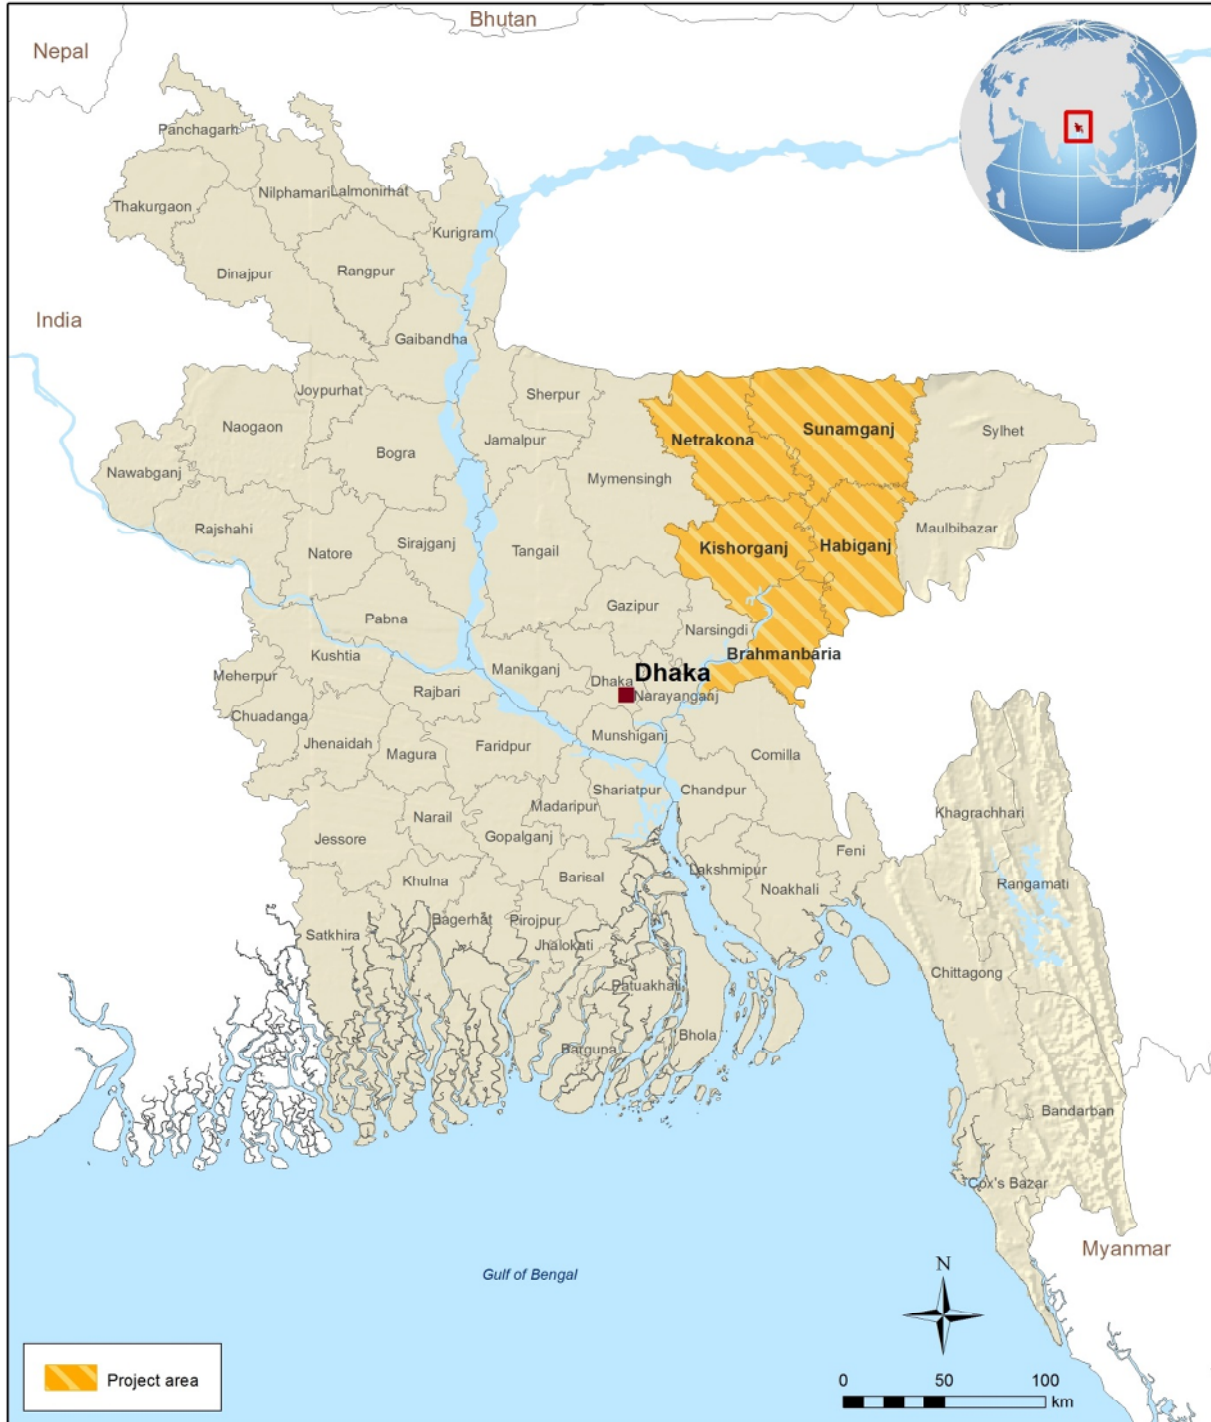 Bhutan
Nepal
Panchagarh
Nilphamari
Lalmonirhat
Thakurgaon
Kurigram
Dinajpur
Rangpur
India
Gaibandha
Joypurhat
Sherpur
Naogaon
Sunamganj
Sylhet
Netrakona
Jamalpur
Bogra
Nawabganj
Mymensingh
Rajshahi
Maulbibazar
Natore
Sirajganj
Tangail
Kishorganj
Habiganj
Gazipur
Pabna
Narsingdi
Kushtia
Brahmanbaria
Meherpur
Manikganj
Dhaka
Dhaka
Rajbari
Narayanganj
Chuadanga
Jhenaidah
Magura
Faridpur
Munshiganj
Comilla
Shariatpur
Chandpur
Madaripur
Khagrachhari
Narail
Jessore
Gopalganj
Feni
Lakshmipur
Barisal
Khulna
Noakhali
Rangamati
Bagerhat
Pirojpur
Satkhira
Jhalokati
Chittagong
Patuakhali
Bhola
Barguna
Bandarban
Cox's Bazar
Myanmar
Gulf of Bengal
N
Project area
0 50 100
km